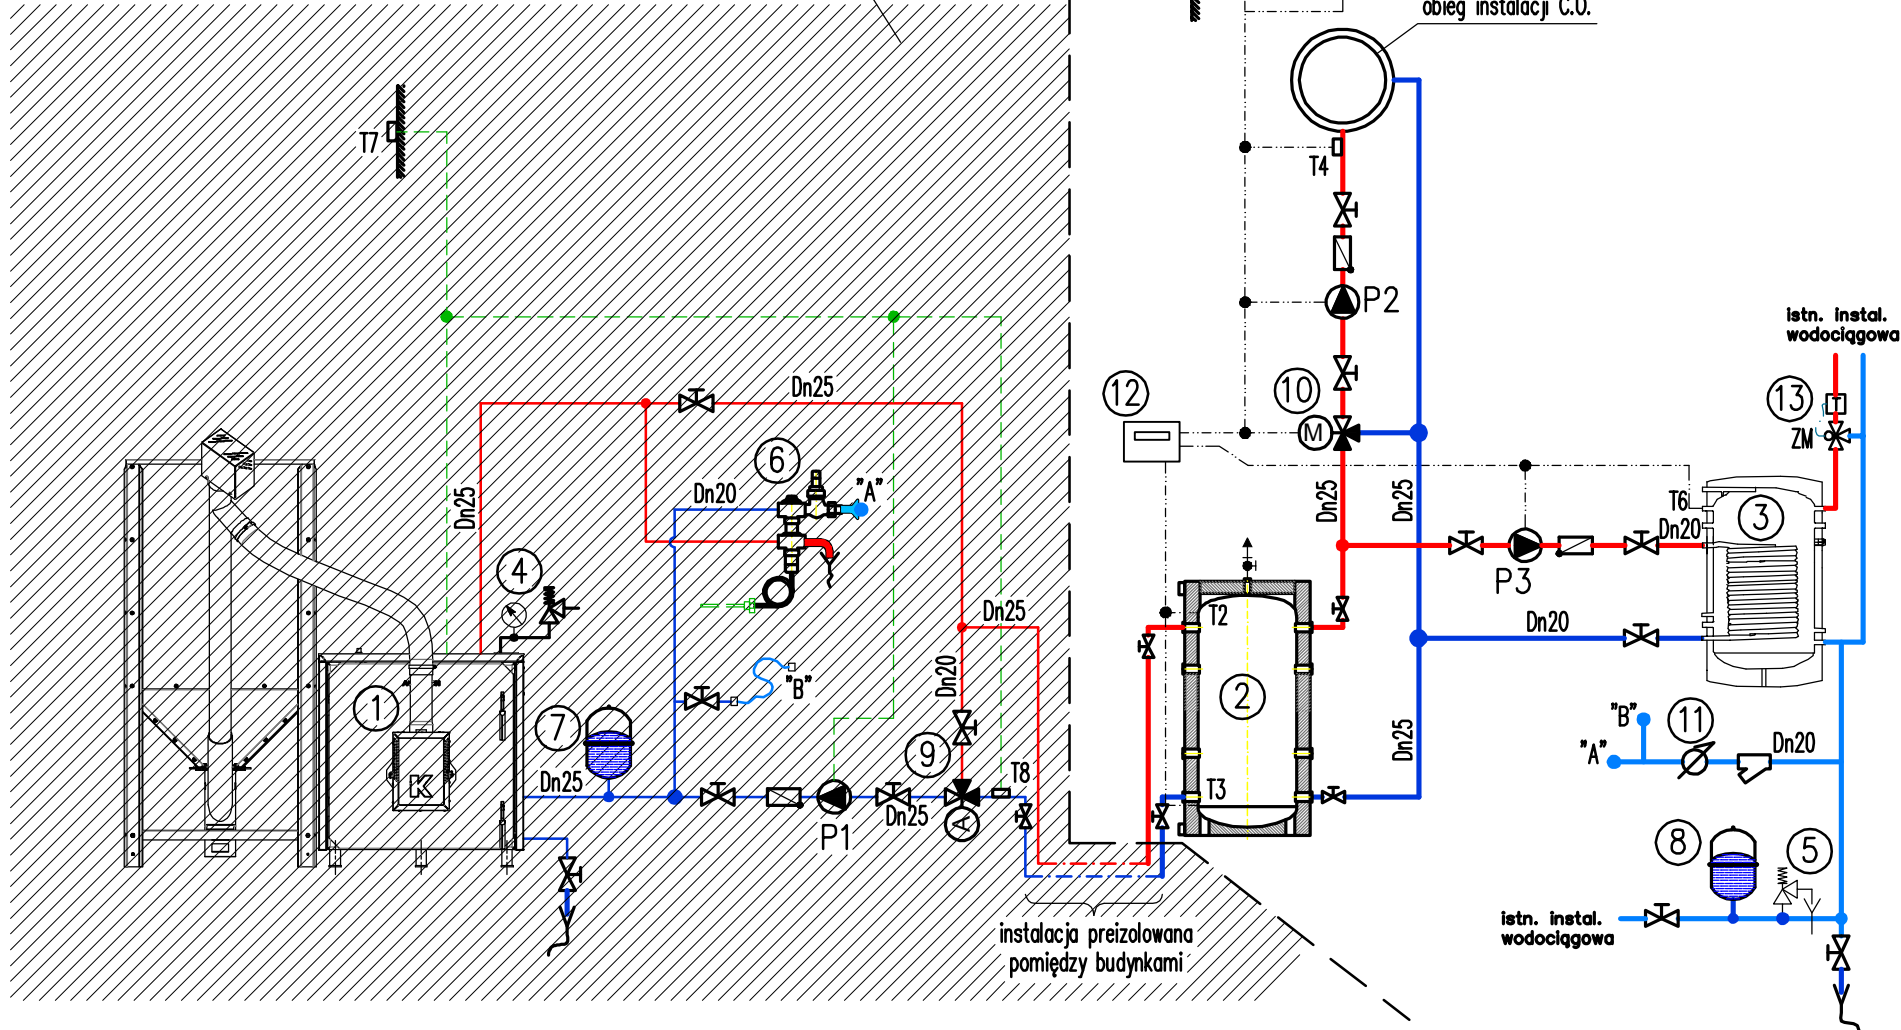 obieg instalacji C.O.
T7
T4
P2
istn. instal.
wodociągowa
12
10
13
M
T
ZM
Dn25
6
Dn20
"A"
Dn25
Dn25
Dn25
T6
3
Dn20
4
P3
T2
Dn25
Dn20
Dn20
"B"
1
2
7
9
"B"
11
"A"
Dn20
Dn25
T8
Dn25
K
T3
P1
Dn25
A
8
5
istn. instal.
wodociągowa
instalacja preizolowana
pomiędzy budynkami